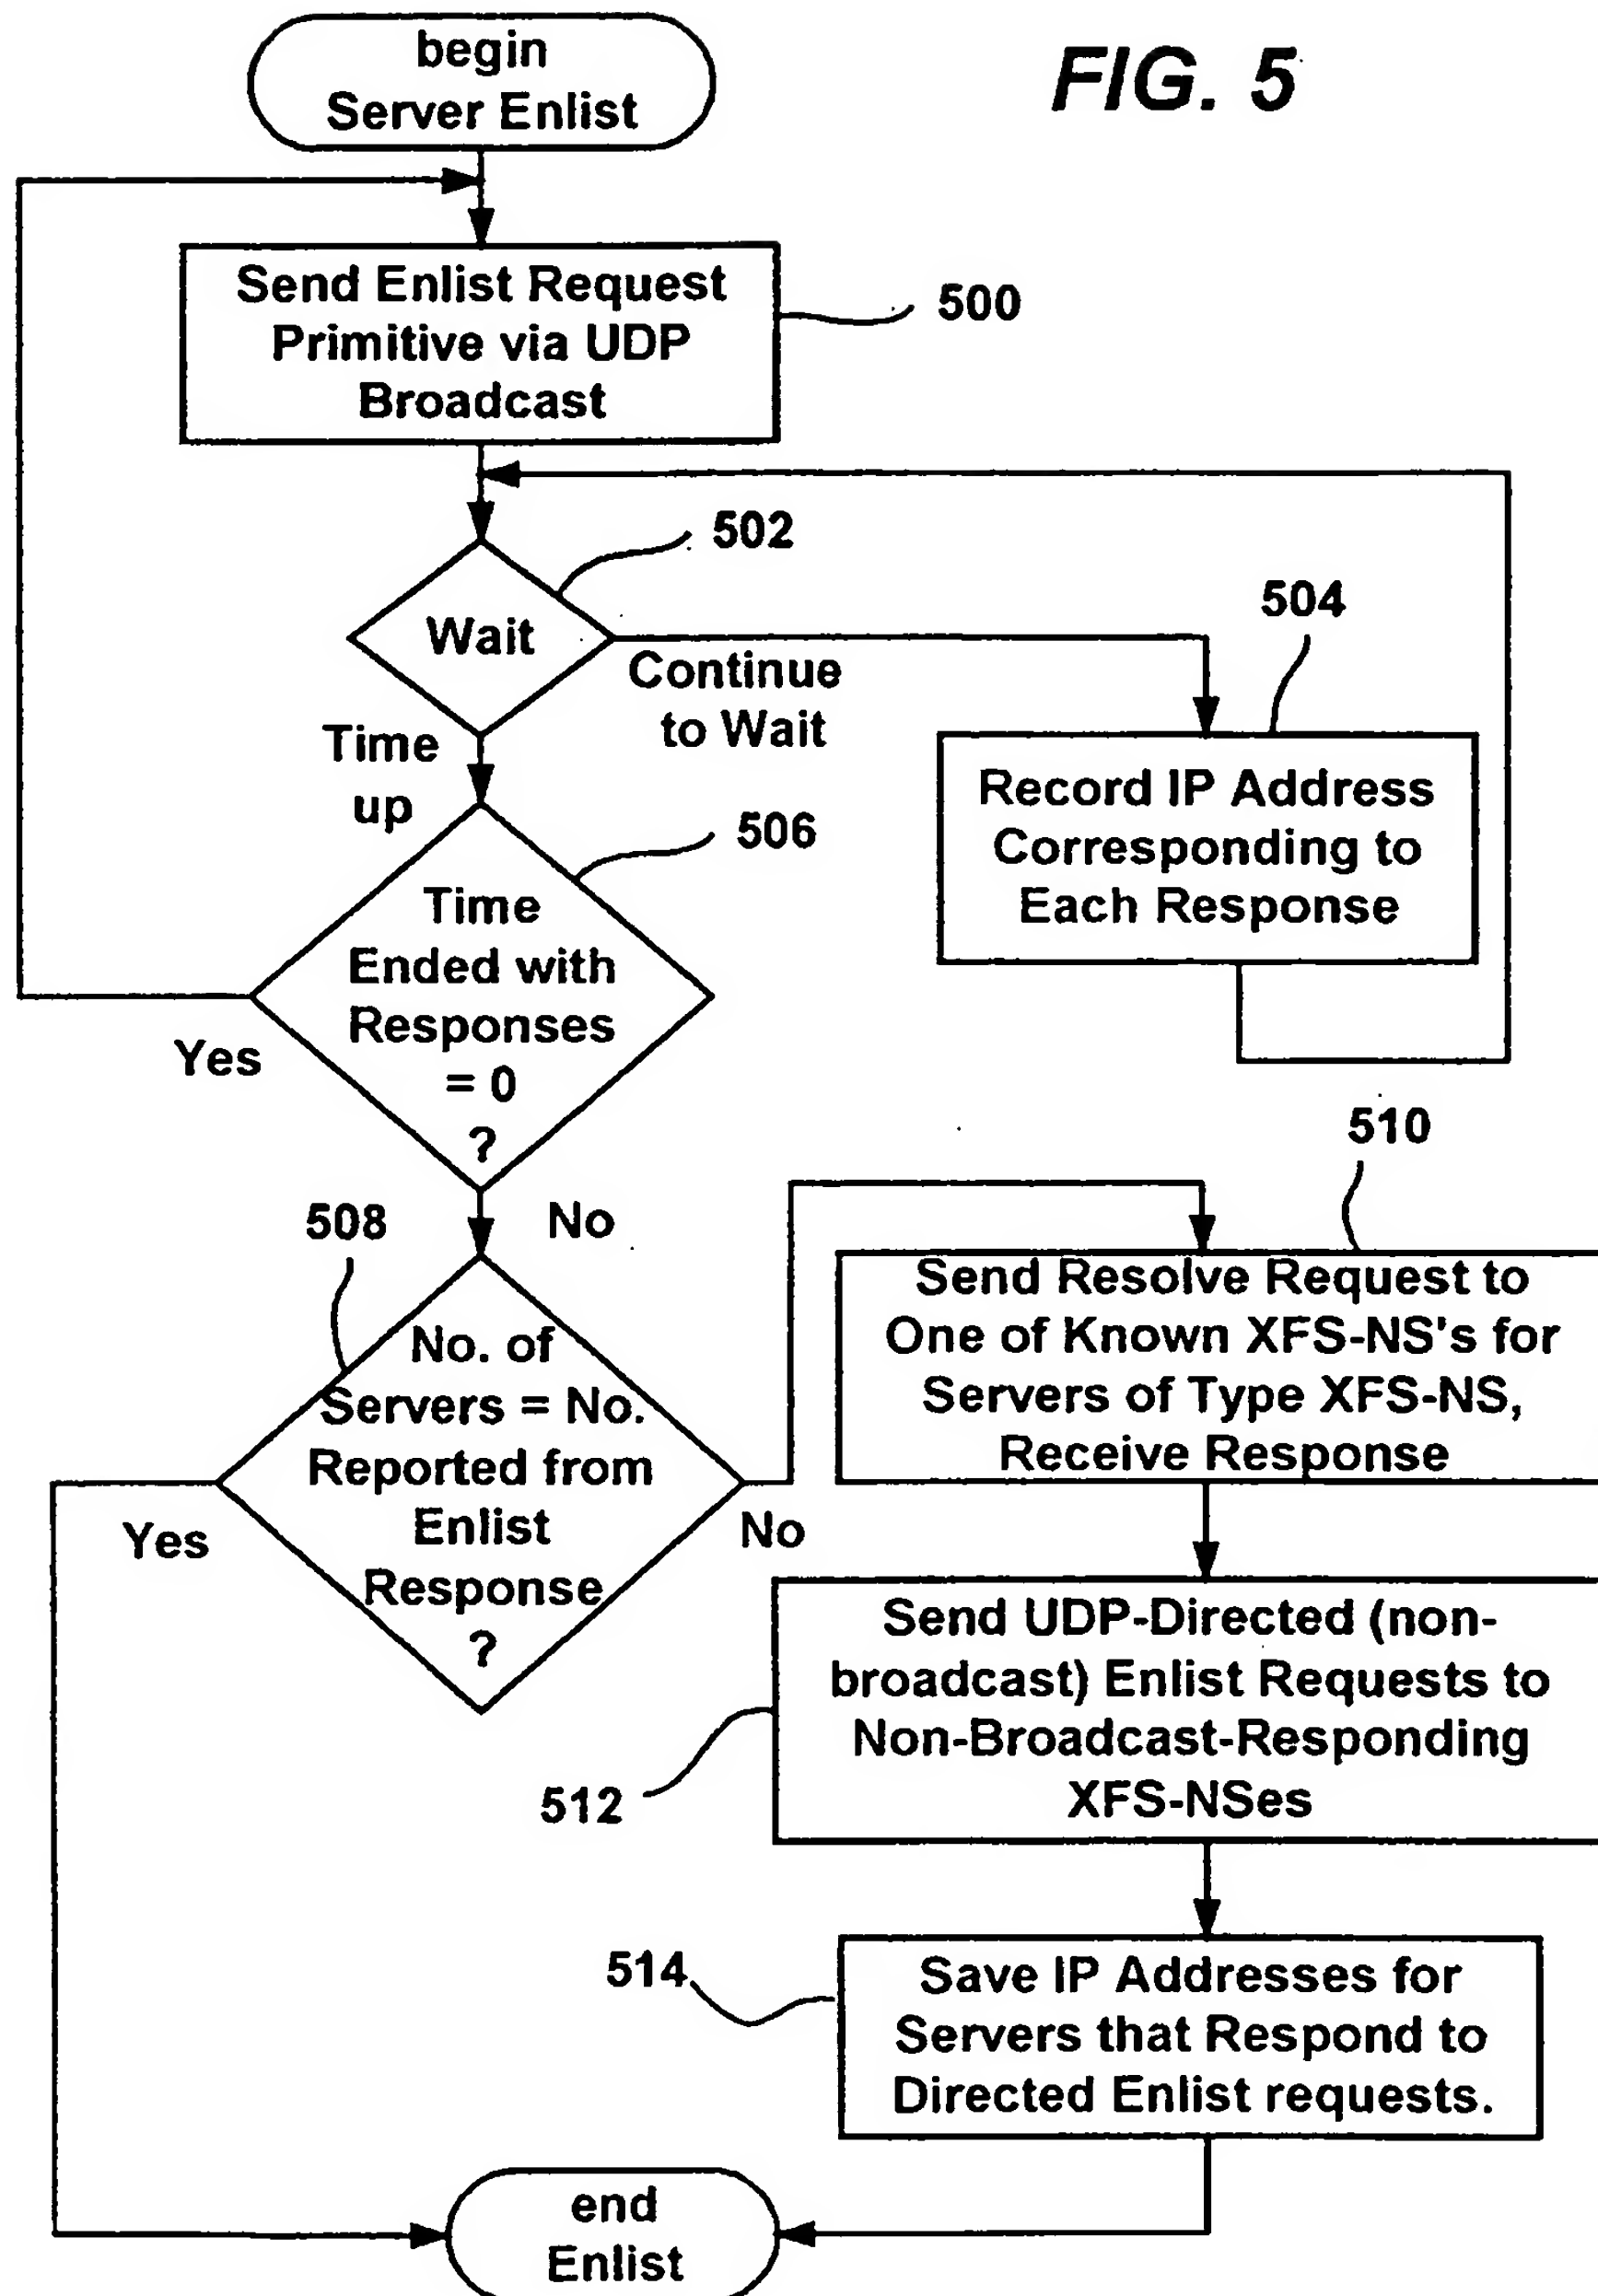 begin
Server Enlist
FIG. 5
Send Enlist Request
Primitive via UDP
Broadcast
500
502
Wait
Continue
to Wait
504
Time
up
Record IP Address
Corresponding to
Each Response
506
Time
Ended with
Responses
= 0
?
Yes
No
508
No. of
Servers = No.
Reported from
Enlist
Response
?
Yes
No
510
Send Resolve Request to
One of Known XFS-NS's for
Servers of Type XFS-NS,
Receive Response
Send UDP-Directed (non-
broadcast) Enlist Requests to
Non-Broadcast-Responding
XFS-NSes
512
514
Save IP Addresses for
Servers that Respond to
Directed Enlist requests.
end
Enlist